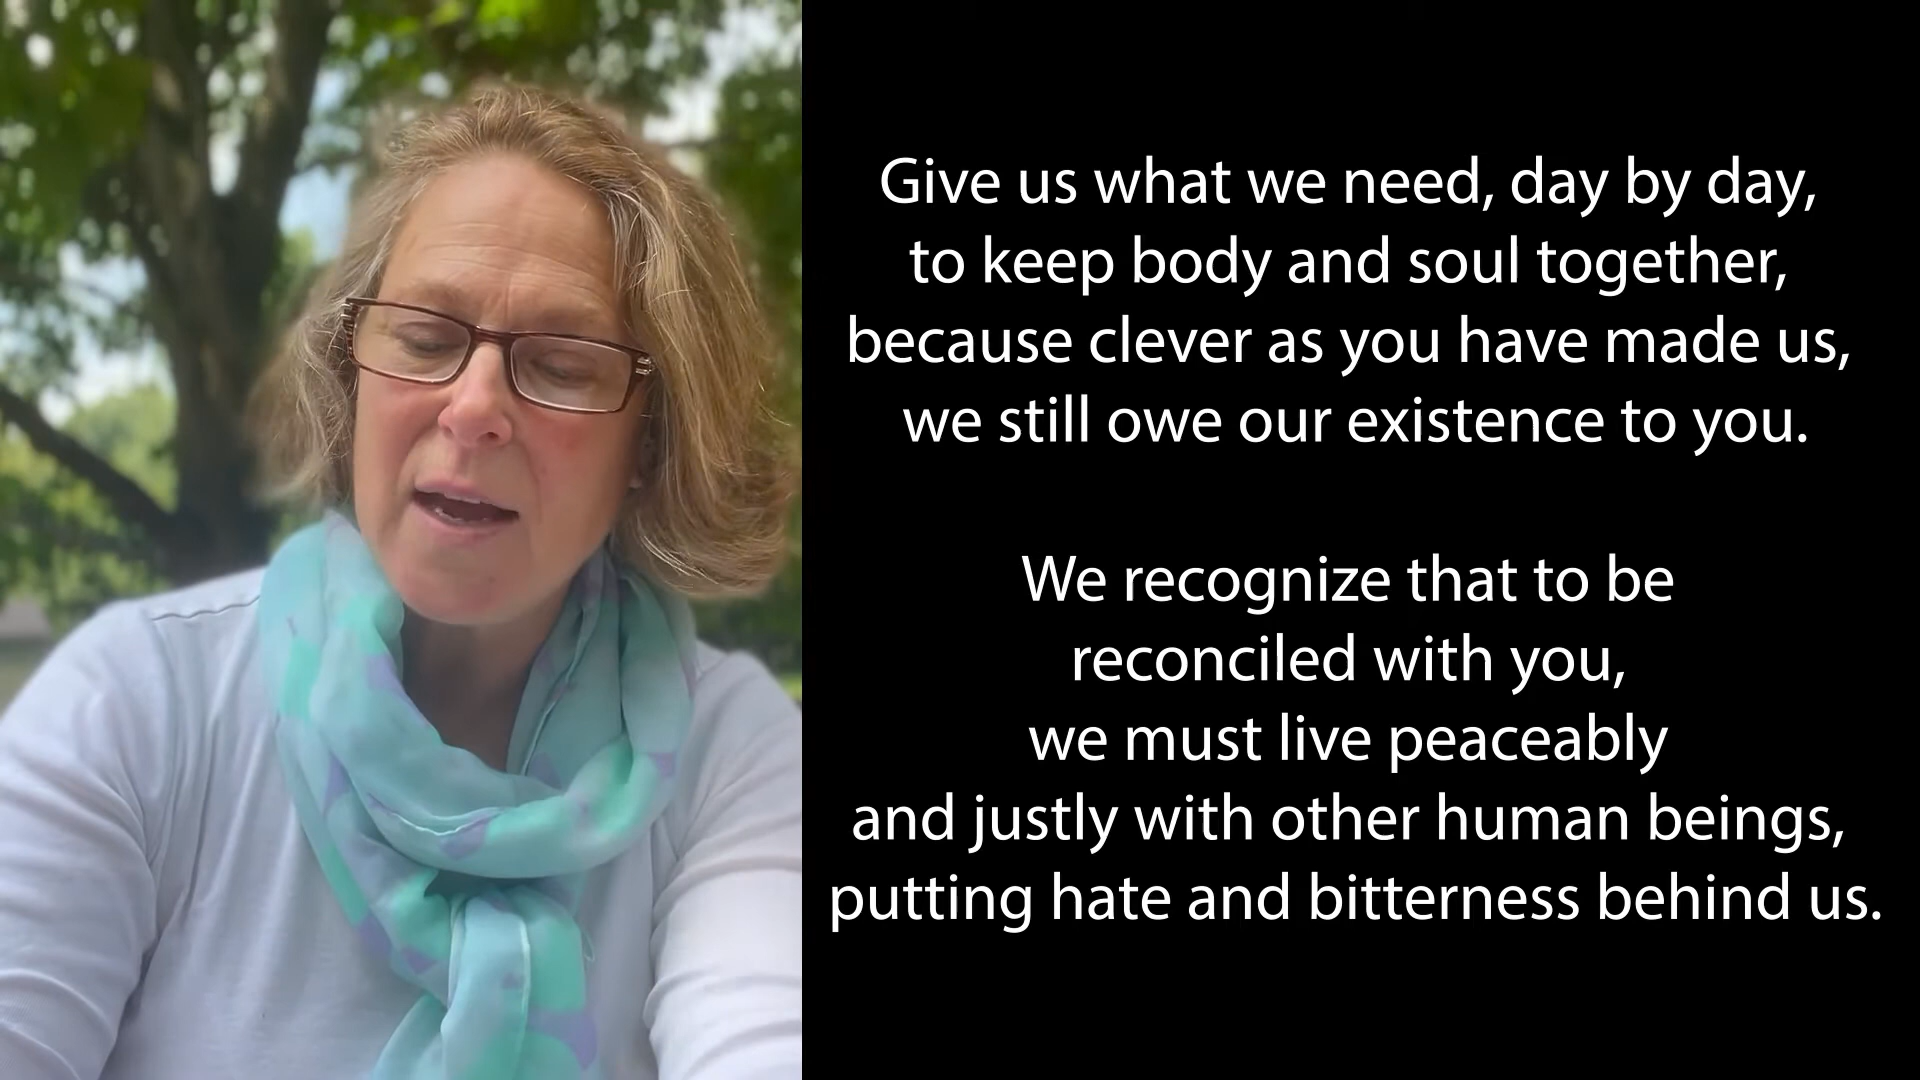 Give us what we need, day by day,
to keep body and soul together,
because clever as you have made us,
we still owe our existence to you.
We recognize that to be
reconciled with you,
we must live peaceably
and justly with other human beings,
putting hate and bitterness behind us.